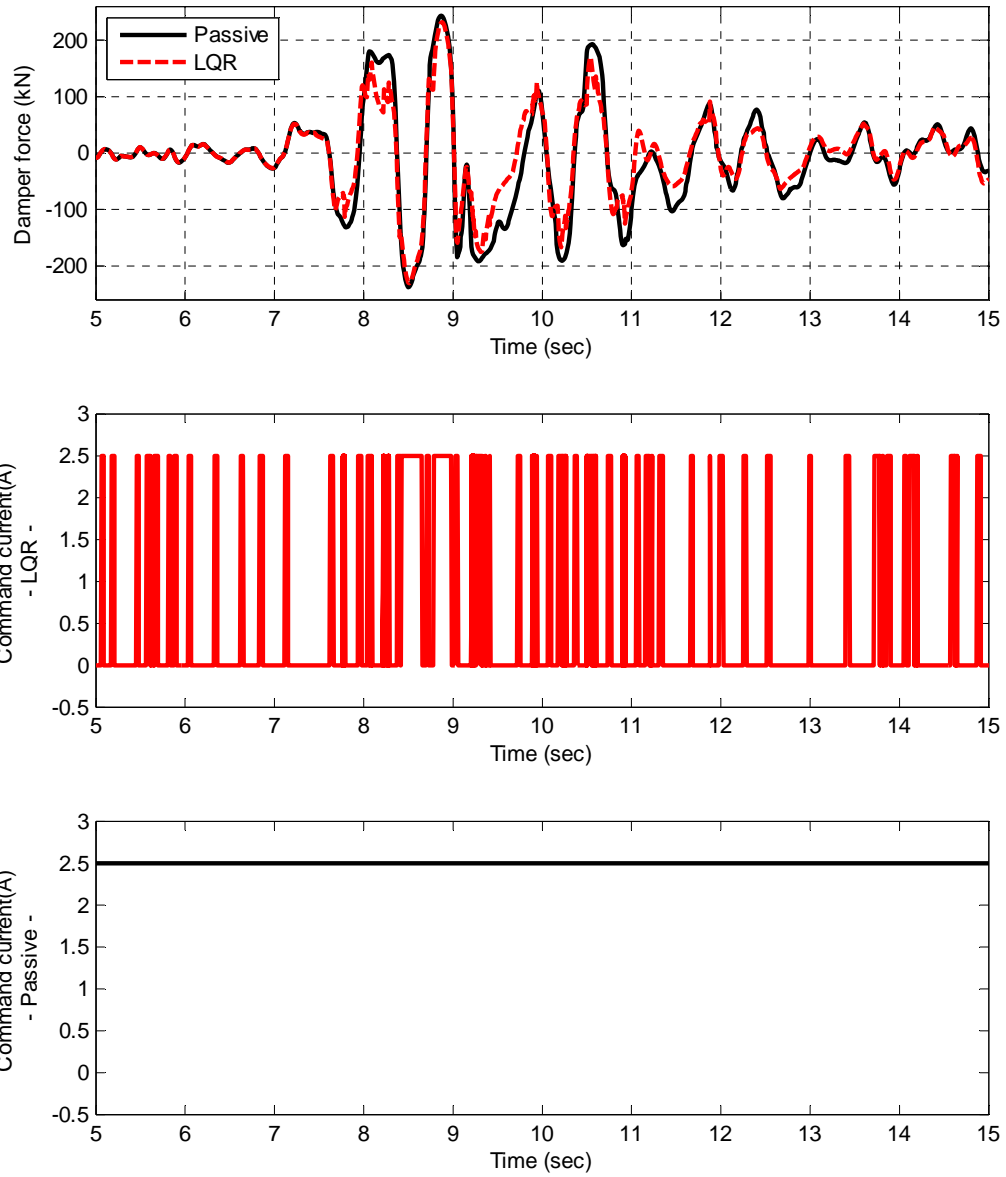 Passive
LQR
200
100
0
-100
-200
Damper force (kN)
5 6 7 8 9 10 11 12 13 14 15
Time (sec)
3
2.5
2
1.5
1
0.5
0
-0.5
Command current(A)
- LQR -
5 6 7 8 9 10 11 12 13 14 15
Time (sec)
3
2.5
2
1.5
1
0.5
0
-0.5
Command current(A)
- Passive -
5 6 7 8 9 10 11 12 13 14 15
Time (sec)